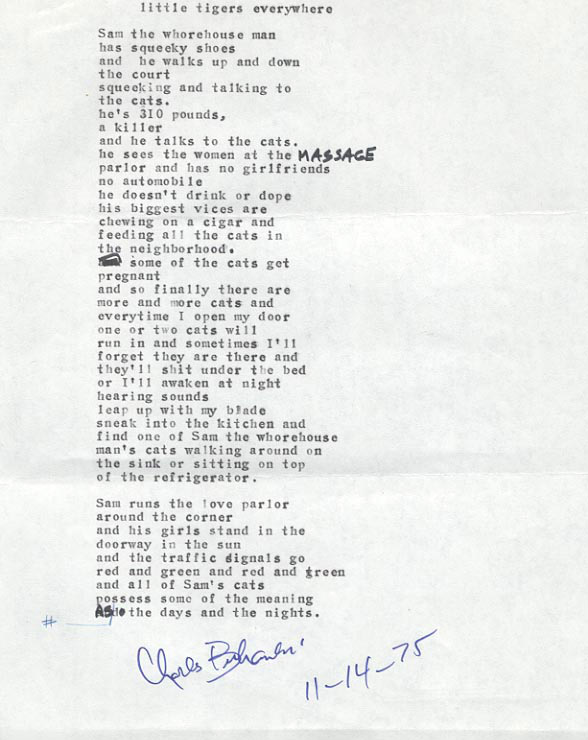 little tigers everywhere
Sam the whorehouse man
has squeeky shoes
and he walks up and down
the court
squeeking and talking to
the cats.
he's 310 pounds,
a killer
and he talks to the cats.
he sees the women at the MASSAGE
parlor and has no girlfriends
no automobile
he doesn't drink or dope
his biggest vices are
chewing on a cigar and
feeding all the cats in
the neighborhood.
some of the cats get
pregnant
and so finally there are
more and more cats and
everytime I open my door
one or two cats will
run in and sometimes I'll
forget they are there and
they'll shit under the bed
or I'll awaken at night
hearing sounds
leap up with my blade
sneak into the kitchen and
find one of Sam the whorehouse
man's cats walking around on
the sink or sitting on top
of the refrigerator.
Sam runs the love parlor
around the corner
and his girls stand in the
doorway in the sun
and the traffic signals go
red and green and red and green
and all of Sam's cats
possess some of the meaning
# AS do the days and the nights.
Charles Bukowski
11-14-75